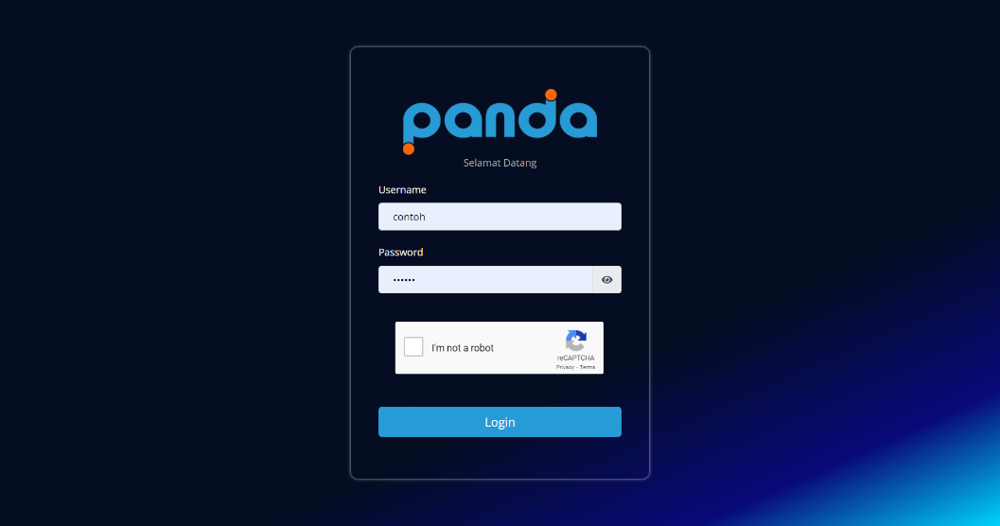 panda
Selamat Datang
Username
contoh
Password
••••••
I'm not a robot
reCAPTCHA
Privacy - Terms
Login